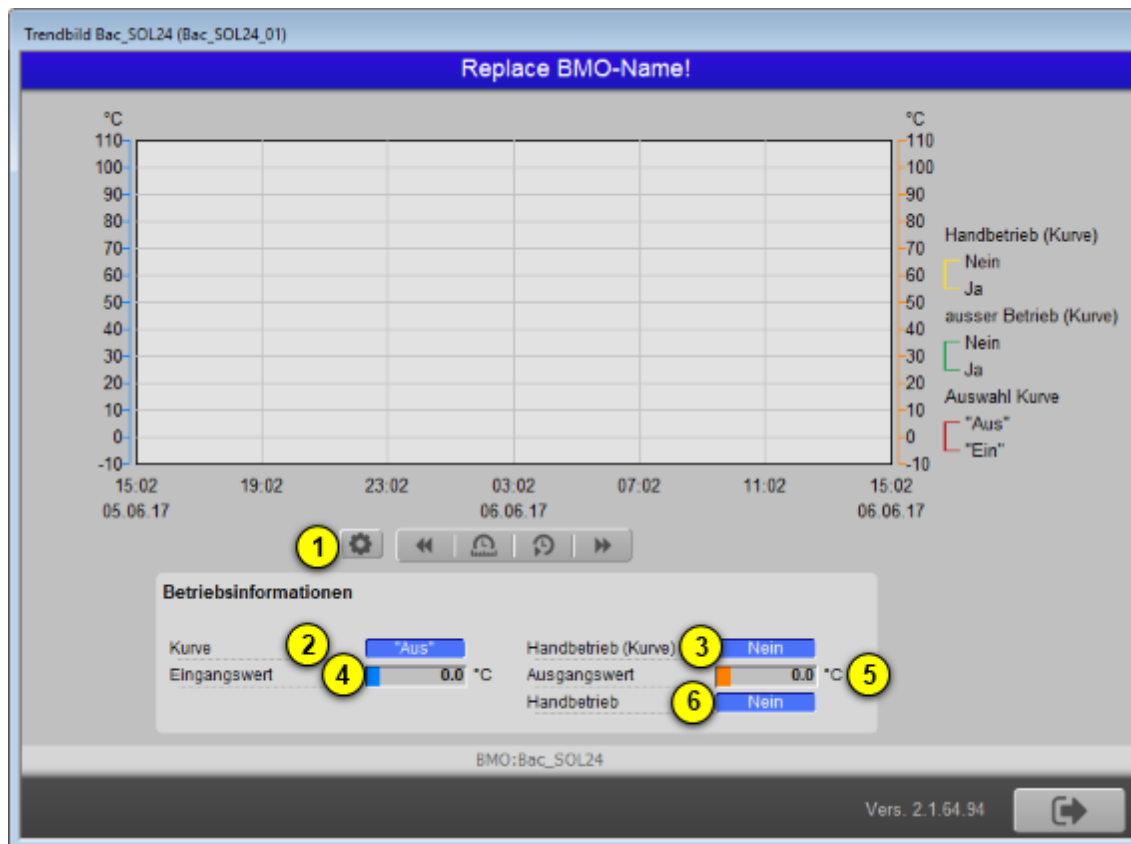 Trendbild Bac_SOL24 (Bac_SOL24_01)
Replace BMO-Name!
°C °C
110 110
100 100
90 90
80 80
70 70
60 60
50 50
40 40
30 30
20 20
10 10
0 0
-10 -10
15:02 19:02 23:02 03:02 07:02 11:02 15:02
05.06.17 06.06.17 06.06.17
Handbetrieb (Kurve)
Nein
Ja
ausser Betrieb (Kurve)
Nein
Ja
Auswahl Kurve
"Aus"
"Ein"
1
Betriebsinformationen
Kurve 2 "Aus" Handbetrieb (Kurve) 3 Nein
Eingangswert 4 0.0 °C Ausgangswert 0.0 °C 5
Handbetrieb 6 Nein
BMO:Bac_SOL24
Vers. 2.1.64.94